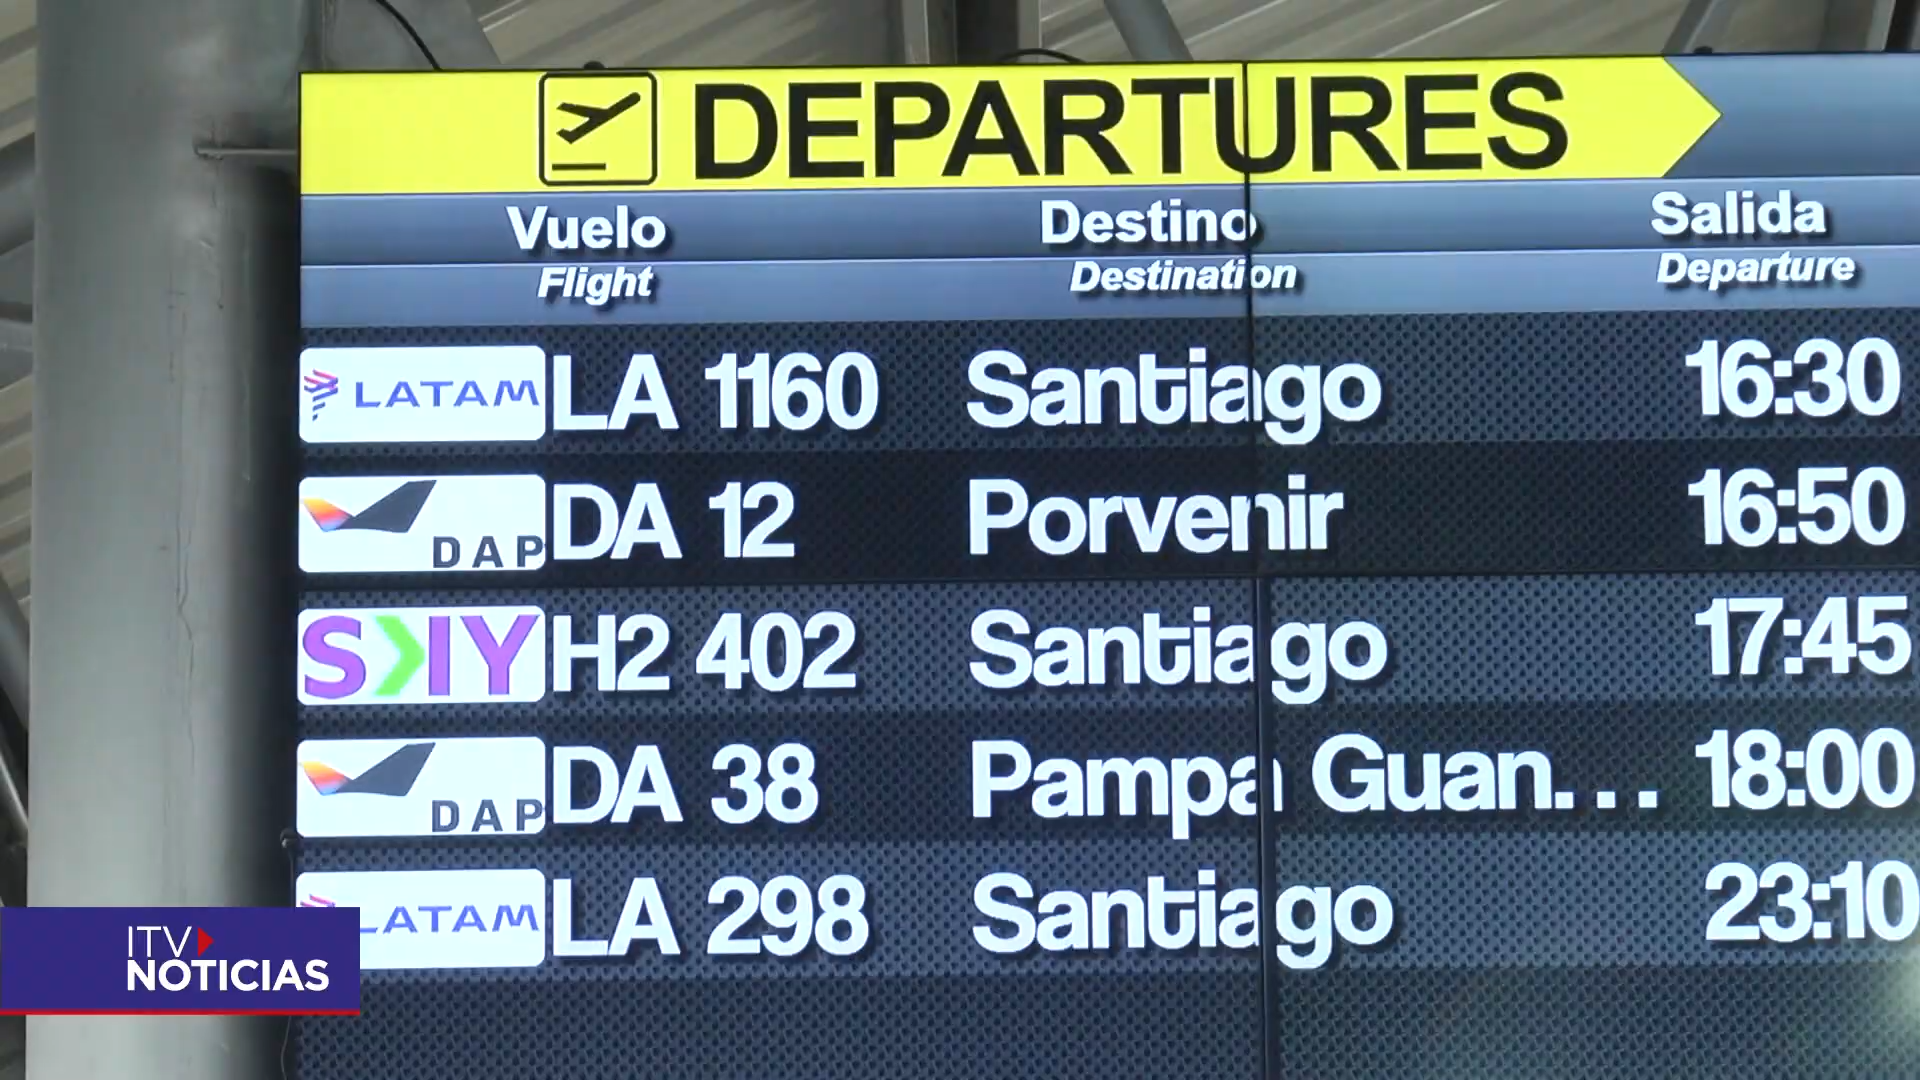 DEPARTURES
Vuelo Destino Salida
Flight Destination Departure
LATAM LA 1160 Santiago 16:30
DAP DA 12 Porvenir 16:50
SKY H2 402 Santiago 17:45
DAP DA 38 Pampa Guan... 18:00
LATAM LA 298 Santiago 23:10
ITV
NOTICIAS